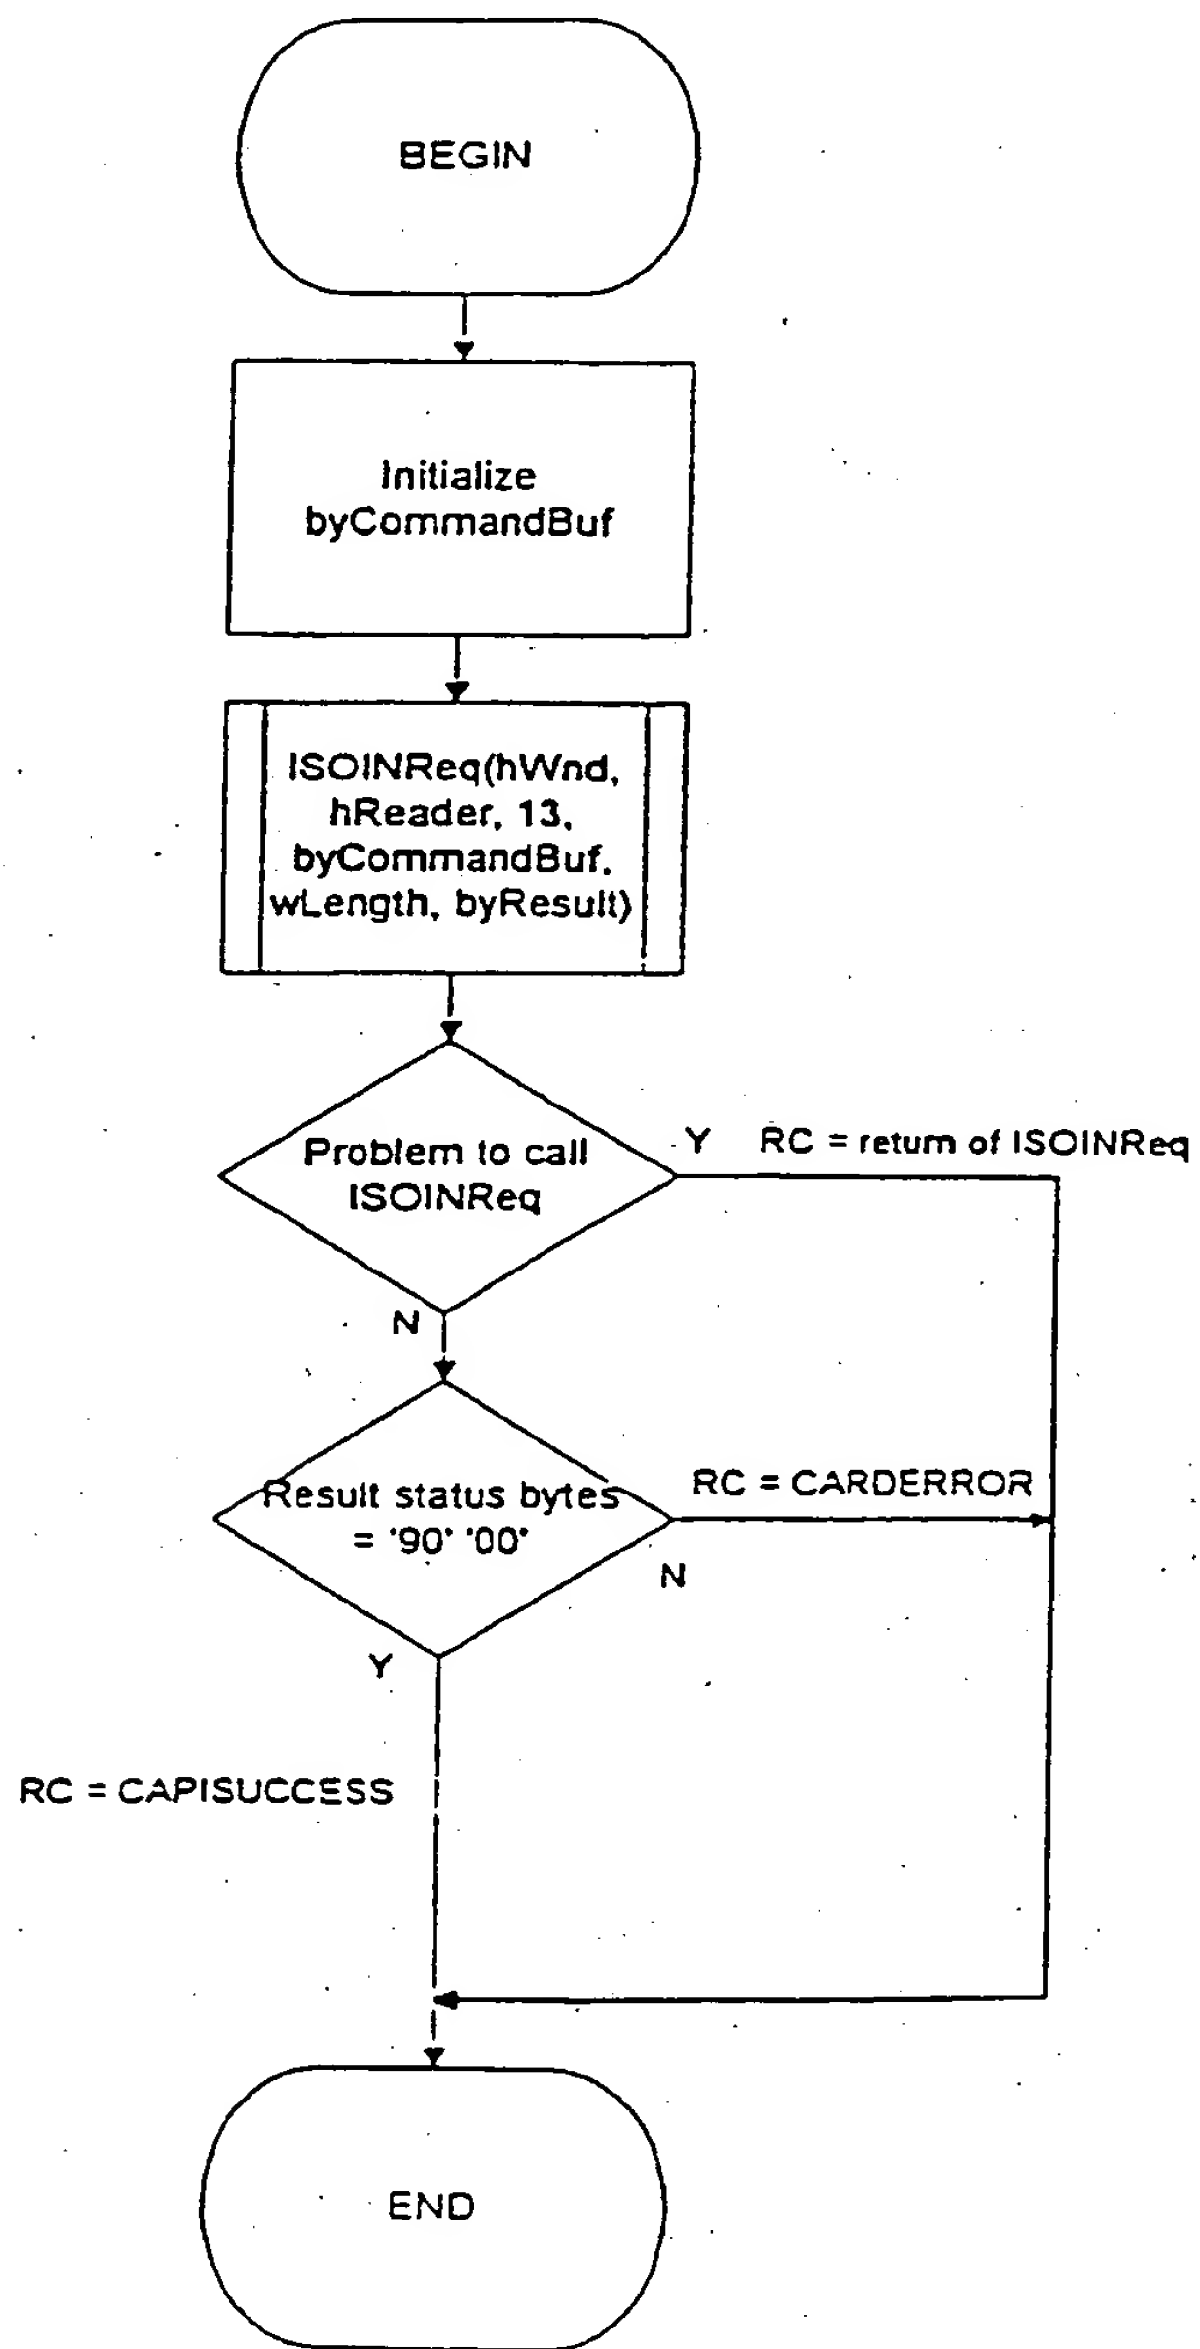 BEGIN
Initialize
byCommandBuf
ISOINReq(hWnd,
hReader, 13,
byCommandBuf,
wLength, byResult)
Problem to call
ISOINReq
Y
RC = return of ISOINReq
N
Result status bytes
= '90' '00'
RC = CARDERROR
N
Y
RC = CAPISUCCESS
END